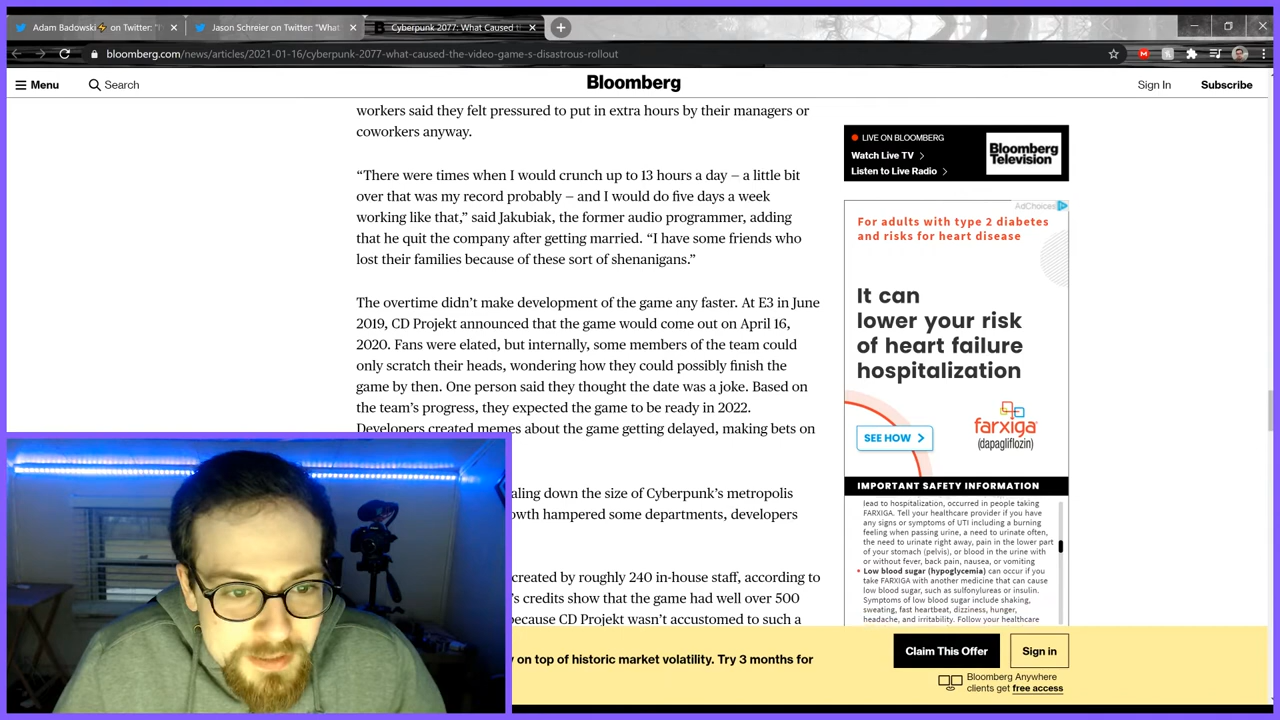 Adam Badowski⚡ on Twitter: "
Jason Schreier on Twitter: "What
Cyberpunk 2077: What Caused
bloomberg.com/news/articles/2021-01-16/cyberpunk-2077-what-caused-the-video-game-s-disastrous-rollout
Menu
Search
Bloomberg
Sign In
Subscribe
workers said they felt pressured to put in extra hours by their managers or
coworkers anyway.
“There were times when I would crunch up to 13 hours a day — a little bit
over that was my record probably — and I would do five days a week
working like that,” said Jakubiak, the former audio programmer, adding
that he quit the company after getting married. “I have some friends who
lost their families because of these sort of shenanigans.”
The overtime didn’t make development of the game any faster. At E3 in June
2019, CD Projekt announced that the game would come out on April 16,
2020. Fans were elated, but internally, some members of the team could
only scratch their heads, wondering how they could possibly finish the
game by then. One person said they thought the date was a joke. Based on
the team’s progress, they expected the game to be ready in 2022.
Developers created memes about the game getting delayed, making bets on
aling down the size of Cyberpunk’s metropolis
owth hampered some departments, developers
created by roughly 240 in-house staff, according to
’s credits show that the game had well over 500
because CD Projekt wasn’t accustomed to such a
LIVE ON BLOOMBERG
Watch Live TV
Listen to Live Radio
Bloomberg
Television
AdChoices
For adults with type 2 diabetes
and risks for heart disease
It can
lower your risk
of heart failure
hospitalization
SEE HOW
farxiga
(dapagliflozin)
IMPORTANT SAFETY INFORMATION
lead to hospitalization, occurred in people taking
FARXIGA. Tell your healthcare provider if you have
any signs or symptoms of UTI including a burning
feeling when passing urine, a need to urinate often,
the need to urinate right away, pain in the lower part
of your stomach (pelvis), or blood in the urine with
or without fever, back pain, nausea, or vomiting
• Low blood sugar (hypoglycemia) can occur if you
take FARXIGA with another medicine that can cause
low blood sugar, such as sulfonylureas or insulin.
Symptoms of low blood sugar include shaking,
sweating, fast heartbeat, dizziness, hunger,
headache, and irritability. Follow your healthcare
y on top of historic market volatility. Try 3 months for
Claim This Offer
Sign in
Bloomberg Anywhere
clients get free access